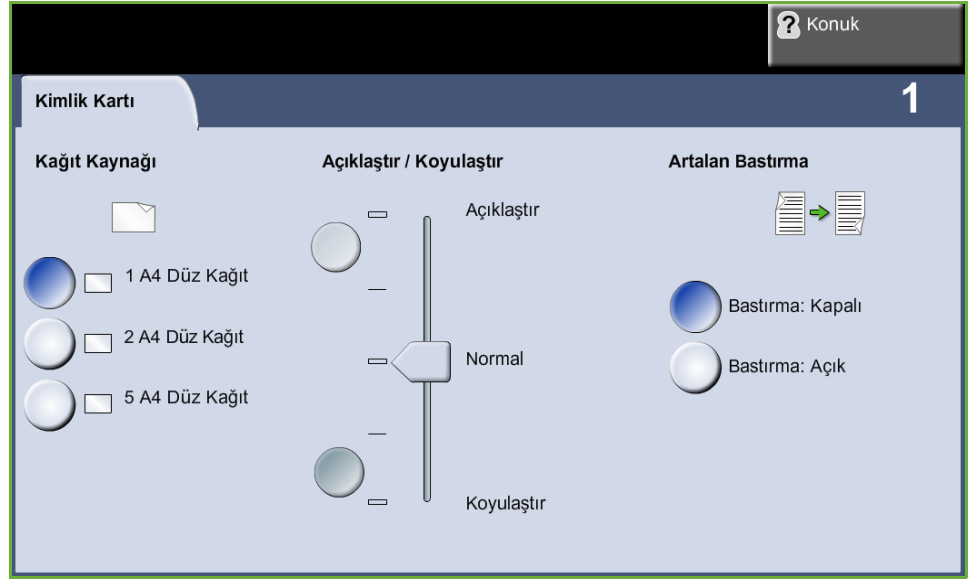 Konuk
Kimlik Kartı
1
Kağıt Kaynağı
Açıklaştır / Koyulaştır
Artalan Bastırma
Açıklaştır
1 A4 Düz Kağıt
Bastırma: Kapalı
2 A4 Düz Kağıt
Normal
Bastırma: Açık
5 A4 Düz Kağıt
Koyulaştır